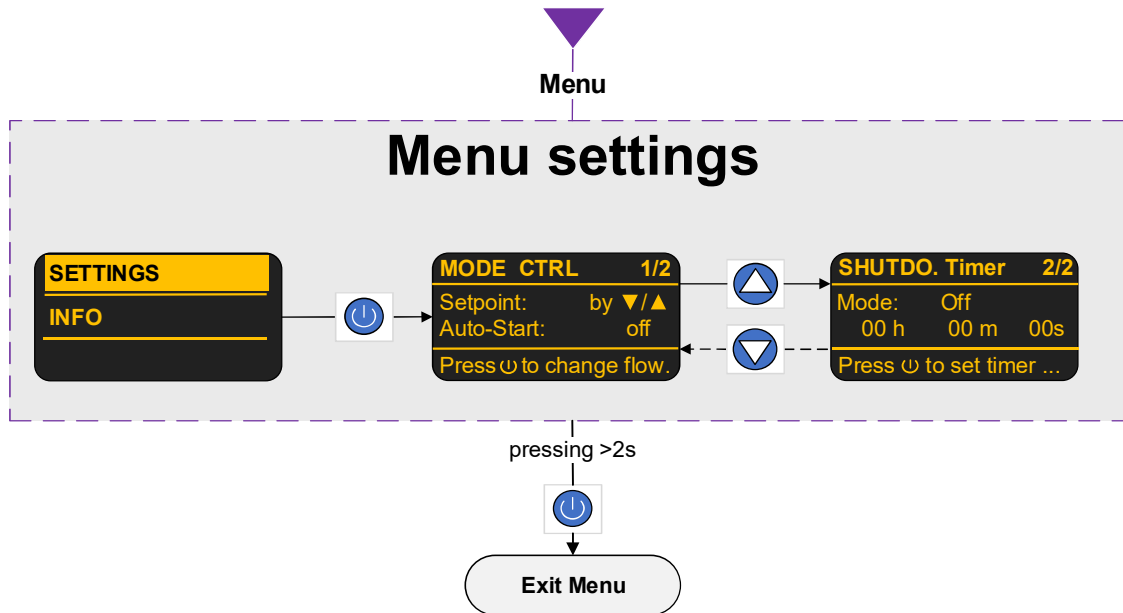 Menu
Menu settings
SETTINGS
INFO
MODE CTRL 1/2
Setpoint: by ▼/▲
Auto-Start: off
Press ⏻ to change flow.
SHUTDO. Timer 2/2
Mode: Off
00 h 00 m 00s
Press ⏻ to set timer ...
pressing >2s
Exit Menu